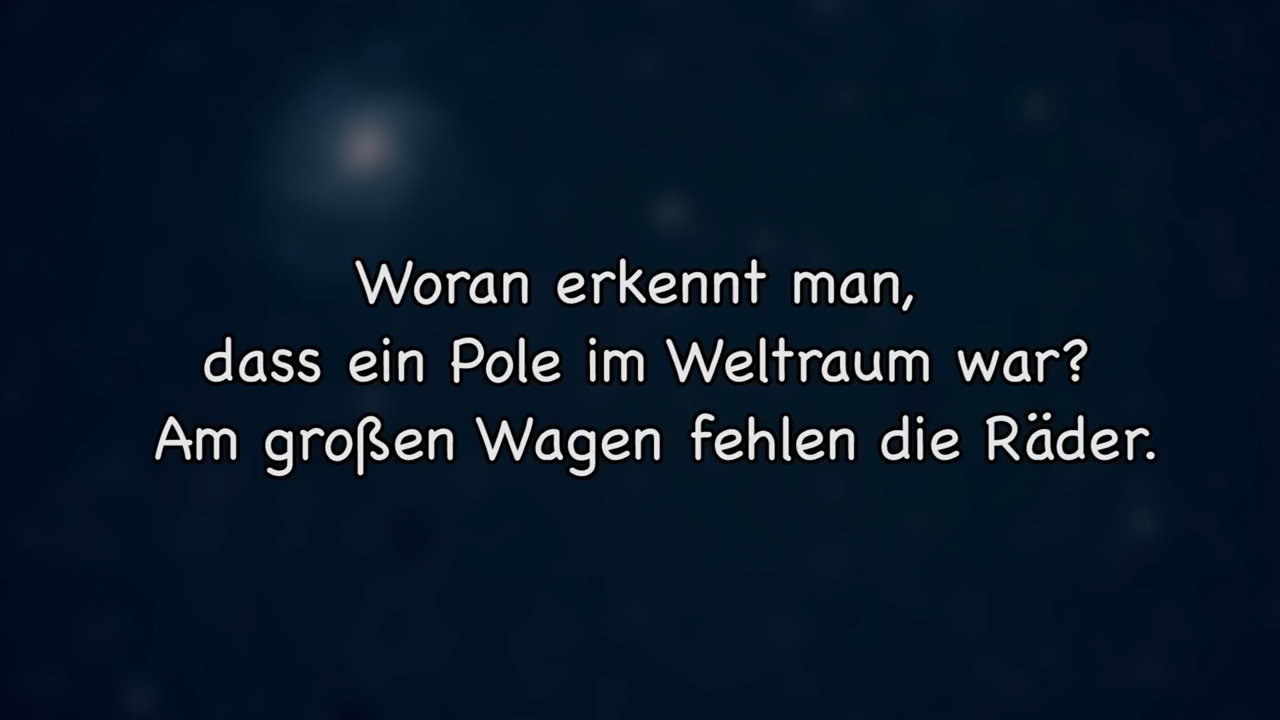 Woran erkennt man,
dass ein Pole im Weltraum war?
Am großen Wagen fehlen die Räder.